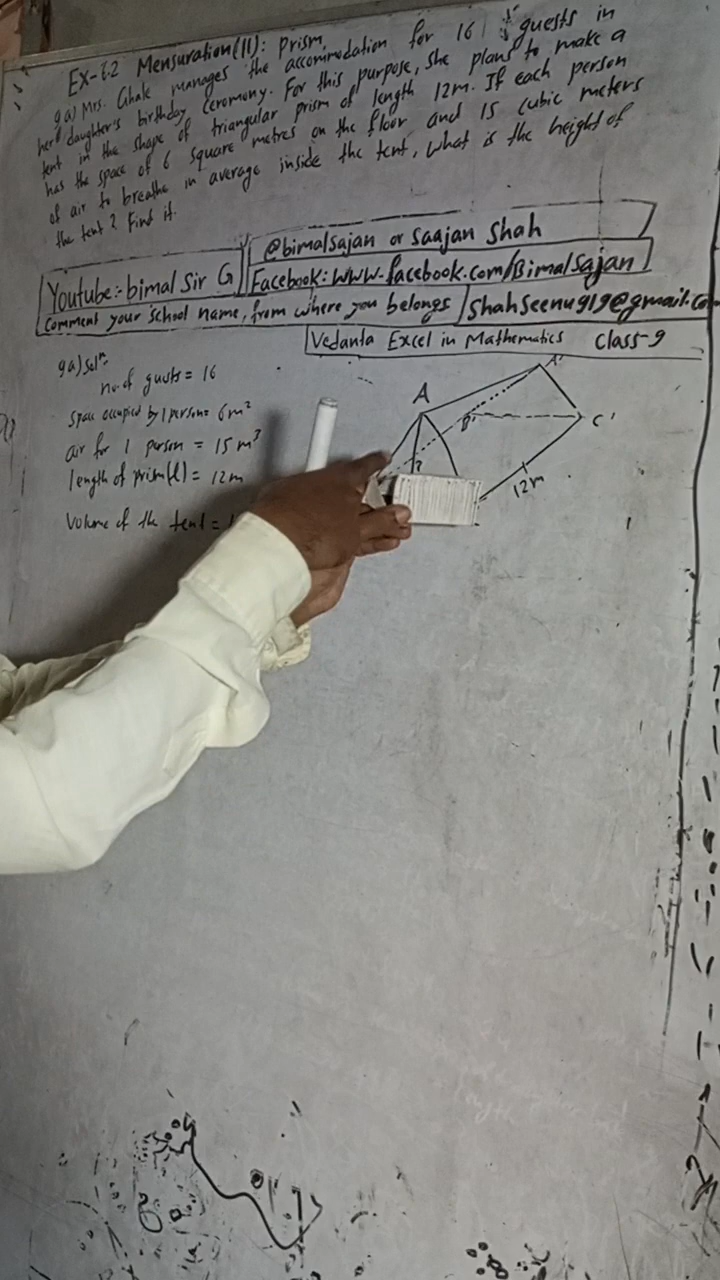 Ex-6.2 Mensuration(II): Prism
9a) Mrs. Ghale manages the accommodation for 16 guests in
her daughter's birthday ceromony. For this purpose, she plans to make a
tent in the shape of triangular prism of length 12m. If each person
has the space of 6 square metres on the floor and 15 cubic meters
of air to breathe in average inside the tent, what is the height of
the tent? Find it.
@bimalsajan or Saajan Shah
Youtube:- bimal Sir G
Facebook: www.facebook.com/Bimalsajan
Comment your school name, from where you belongs
Shahseenu919@gmail.com
Vedanta Excel in Mathematics Class-9
9a) solⁿ:
no. of guests = 16
space occupied by 1 person = 6m²
air for 1 person = 15 m³
length of prism(l) = 12m
Volume of the tent =
A
A'
B'
C'
?
12m